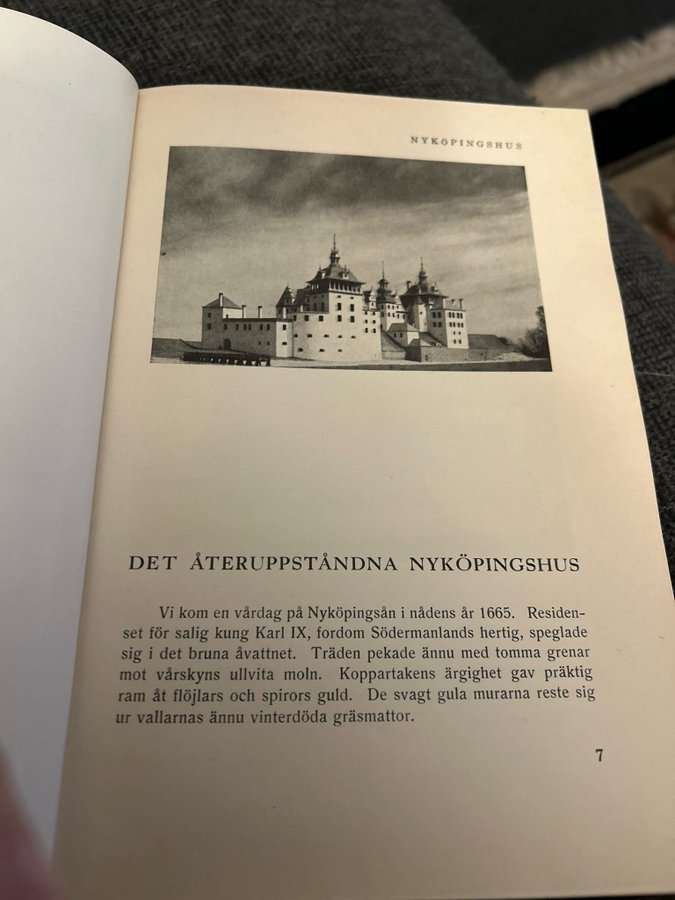 NYKÖPINGSHUS
DET ÅTERUPPSTÅNDNA NYKÖPINGSHUS
Vi kom en vårdag på Nyköpingsån i nådens år 1665. Residen-
set för salig kung Karl IX, fordom Södermanlands hertig, speglade
sig i det bruna åvattnet. Träden pekade ännu med tomma grenar
mot vårskyns ullvita moln. Koppartakens ärgighet gav präktig
ram åt flöjlars och spirors guld. De svagt gula murarna reste sig
ur vallarnas ännu vinterdöda gräsmattor.
7